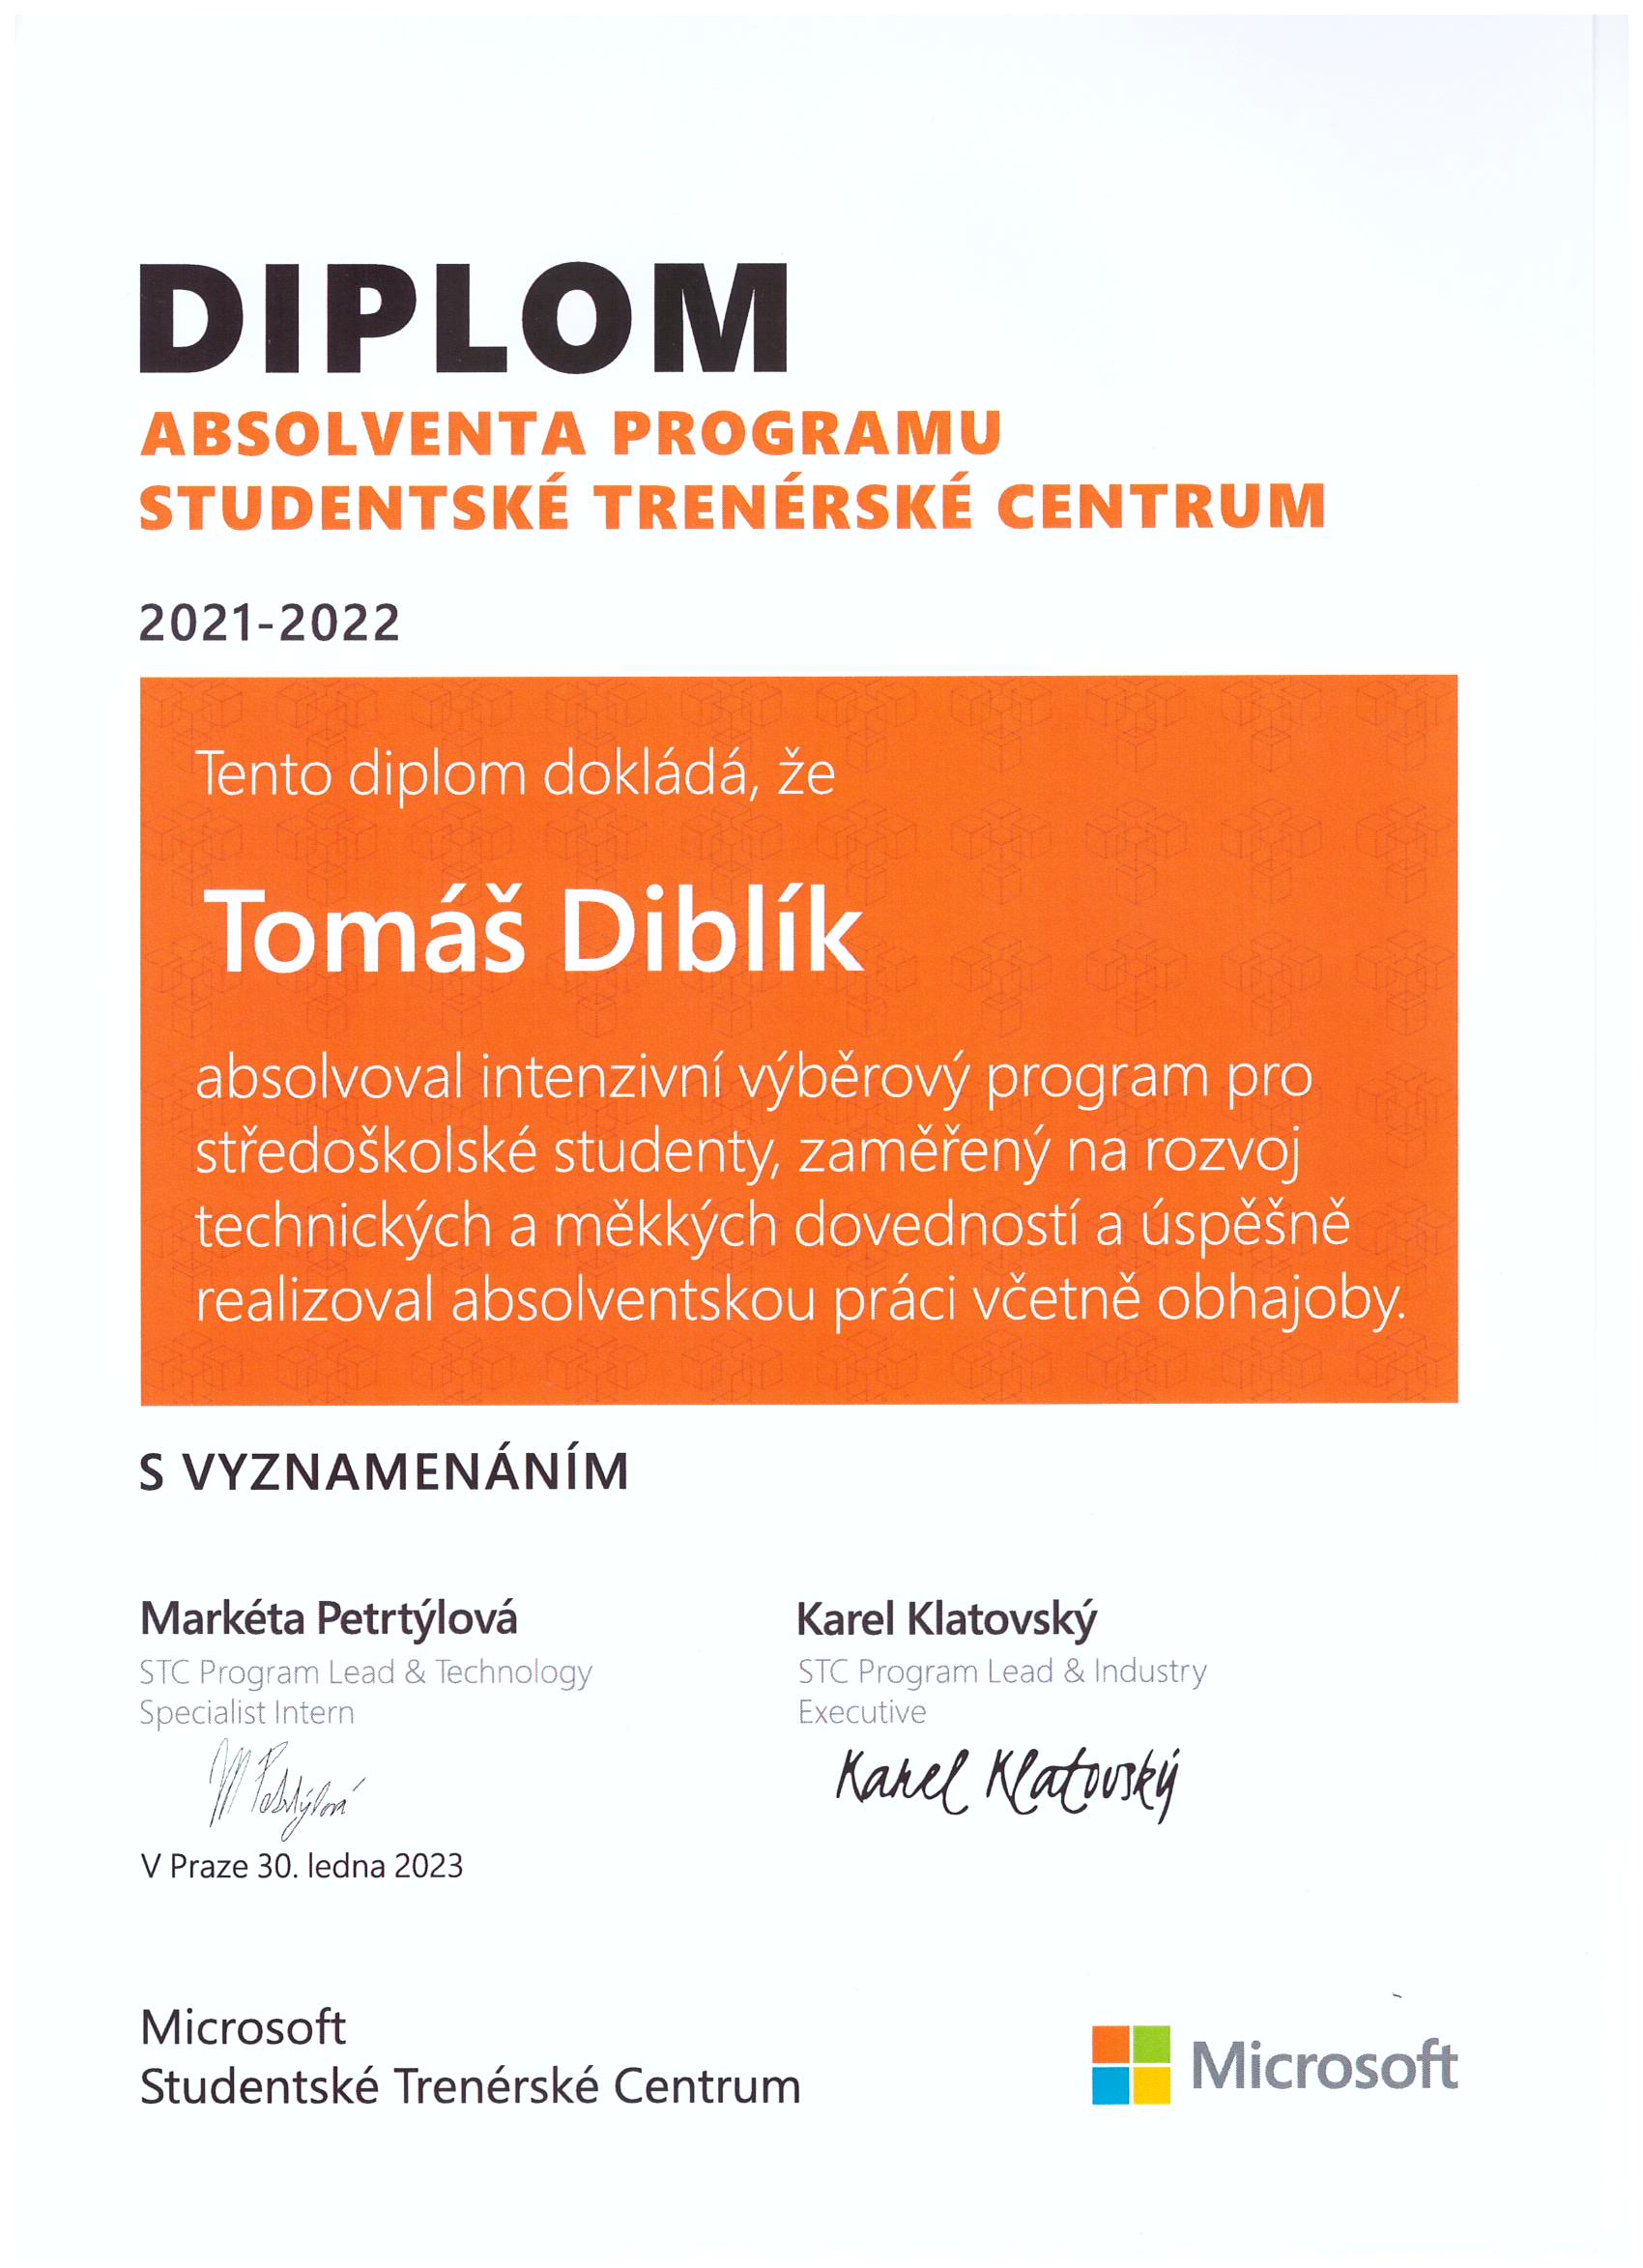 DIPLOM
ABSOLVENTA PROGRAMU
STUDENTSKÉ TRENÉRSKÉ CENTRUM
2021-2022
Tento diplom dokládá, že
Tomáš Diblík
absolvoval intenzivní výběrový program pro
středoškolské studenty, zaměřený na rozvoj
technických a měkkých dovedností a úspěšně
realizoval absolventskou práci včetně obhajoby.
S VYZNAMENÁNÍM
Markéta Petrtýlová
STC Program Lead & Technology
Specialist Intern
M Petrtýlová
Karel Klatovský
STC Program Lead & Industry
Executive
Karel Klatovský
V Praze 30. ledna 2023
Microsoft
Studentské Trenérské Centrum
Microsoft